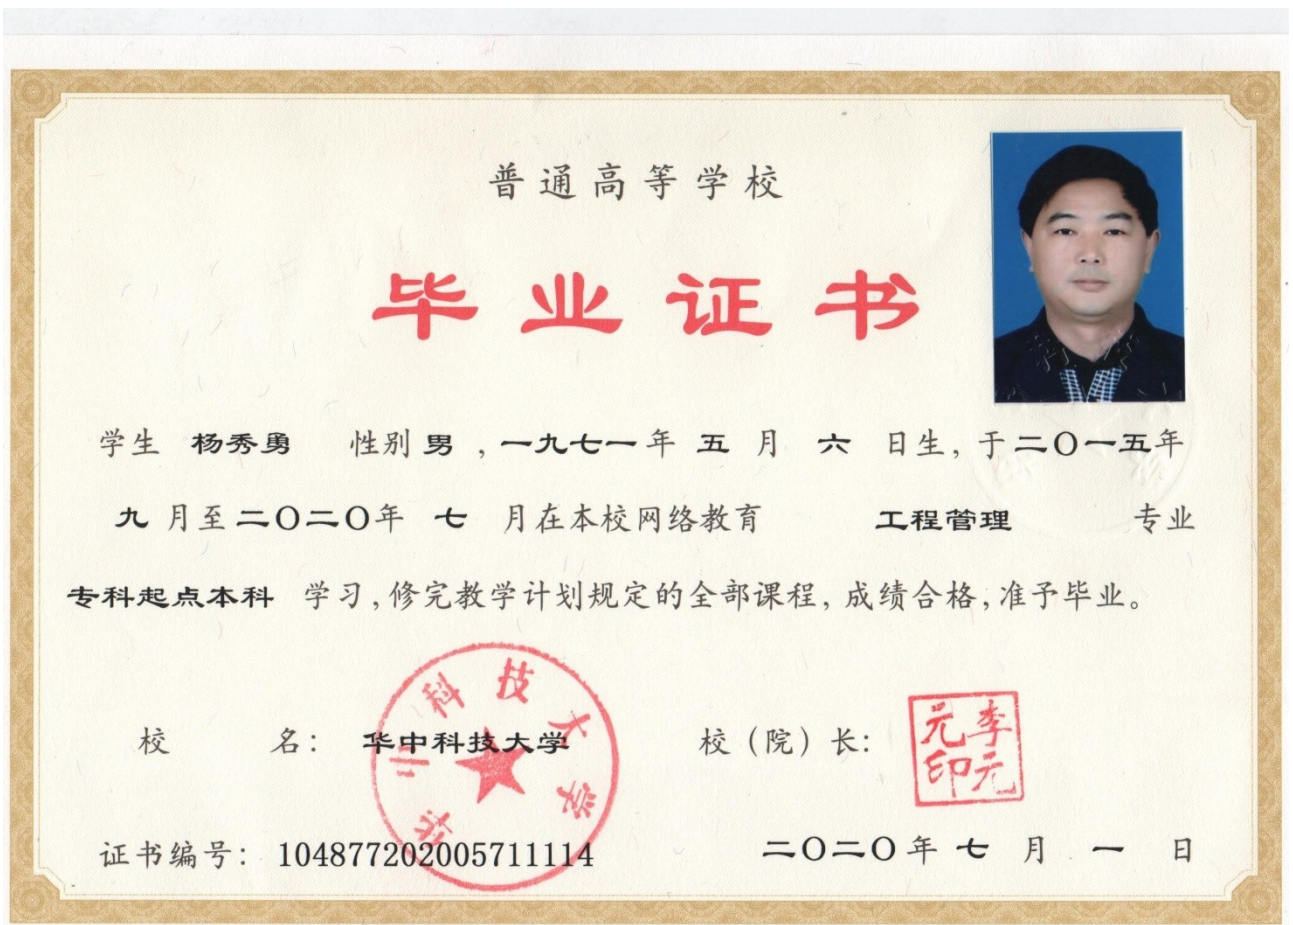 普通高等学校
毕业证书
学生 杨秀勇 性别 男 ,一九七一年 五 月 六 日生,于二〇一五年
九 月至二〇二〇年 七 月在本校网络教育 工程管理 专业
专科起点本科 学习,修完教学计划规定的全部课程,成绩合格,准予毕业。
华中科技大学
校 名: 华中科技大学 校(院)长:
李元元印
证书编号: 104877202005711114 二〇二〇年 七 月 一 日